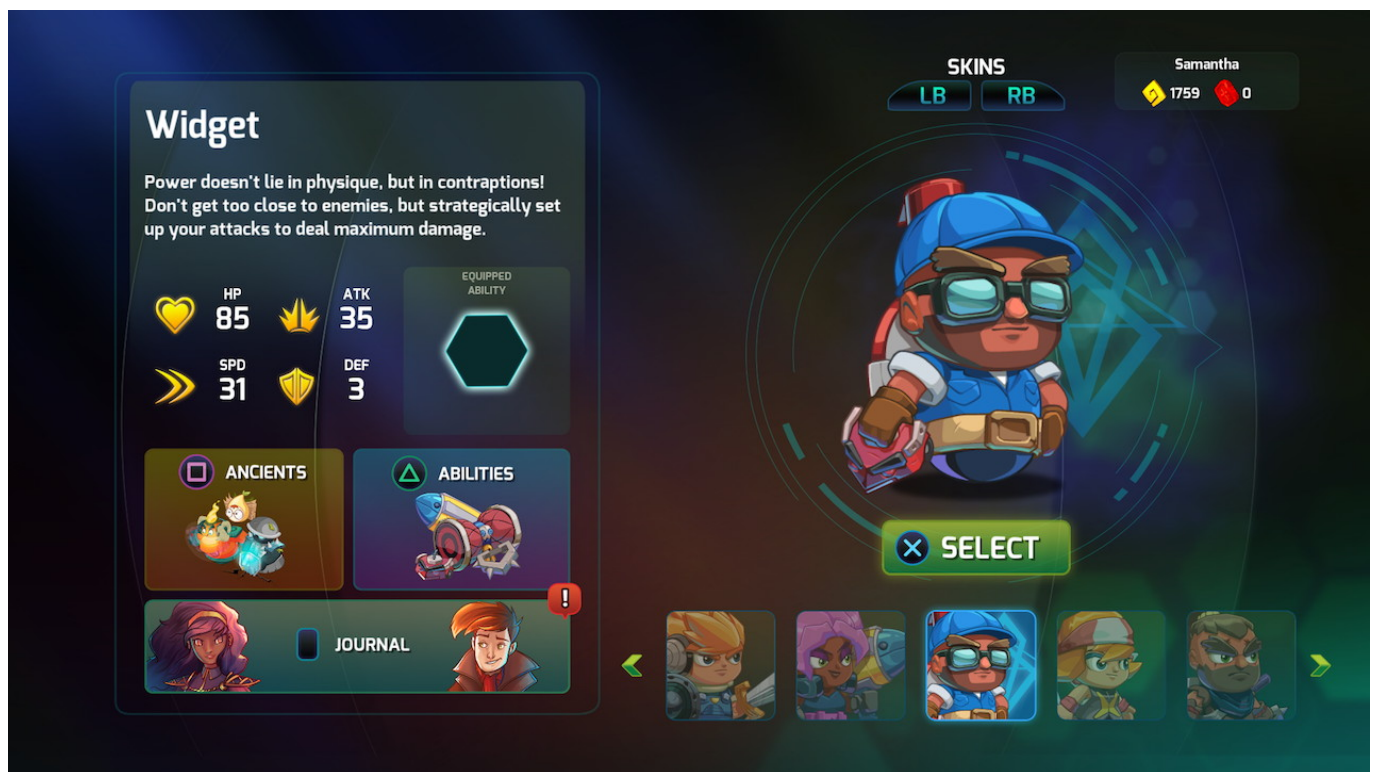 Widget
Power doesn't lie in physique, but in contraptions!
Don't get too close to enemies, but strategically set
up your attacks to deal maximum damage.
HP
85
ATK
35
SPD
31
DEF
3
EQUIPPED
ABILITY
ANCIENTS
ABILITIES
!
JOURNAL
SKINS
LB RB
Samantha
1759 0
SELECT